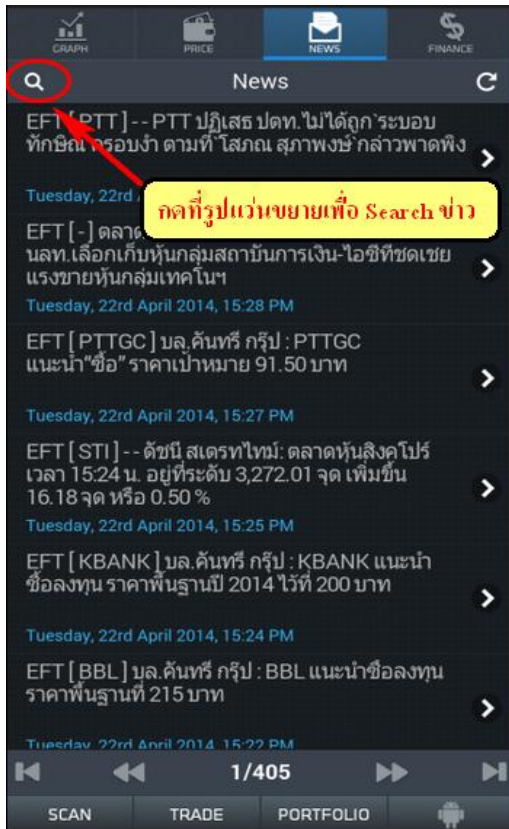 GRAPH PRICE NEWS FINANCE
News
EFT [ PTT ] -- PTT ปฏิเสธ ปตท.ไม่ได้ถูก`ระบอบ
ทักษิณ`ครอบงำ ตามที่`โสภณ สุภาพงษ์`กล่าวพาดพิง
Tuesday, 22rd
กดที่รูปแว่นขยายเพื่อ Search ข่าว
EFT [ - ] ตลาด
นลท.เลือกเก็บหุ้นกลุ่มสถาบันการเงิน-ไอซีทีชดเชย
แรงขายหุ้นกลุ่มเทคโนฯ
Tuesday, 22rd April 2014, 15:28 PM
EFT [ PTTGC ] บล.คันทรี่ กรุ๊ป : PTTGC
แนะนำ"ซื้อ" ราคาเป้าหมาย 91.50 บาท
Tuesday, 22rd April 2014, 15:27 PM
EFT [ STI ] -- ดัชนี สเตรทไทม์: ตลาดหุ้นสิงคโปร์
เวลา 15:24 น. อยู่ที่ระดับ 3,272.01 จุด เพิ่มขึ้น
16.18 จุด หรือ 0.50 %
Tuesday, 22rd April 2014, 15:25 PM
EFT [ KBANK ] บล.คันทรี่ กรุ๊ป : KBANK แนะนำ
ซื้อลงทุน ราคาพื้นฐานปี 2014 ไว้ที่ 200 บาท
Tuesday, 22rd April 2014, 15:24 PM
EFT [ BBL ] บล.คันทรี่ กรุ๊ป : BBL แนะนำซื้อลงทุน
ราคาพื้นฐานที่ 215 บาท
Tuesday, 22rd April 2014, 15:22 PM
1/405
SCAN TRADE PORTFOLIO